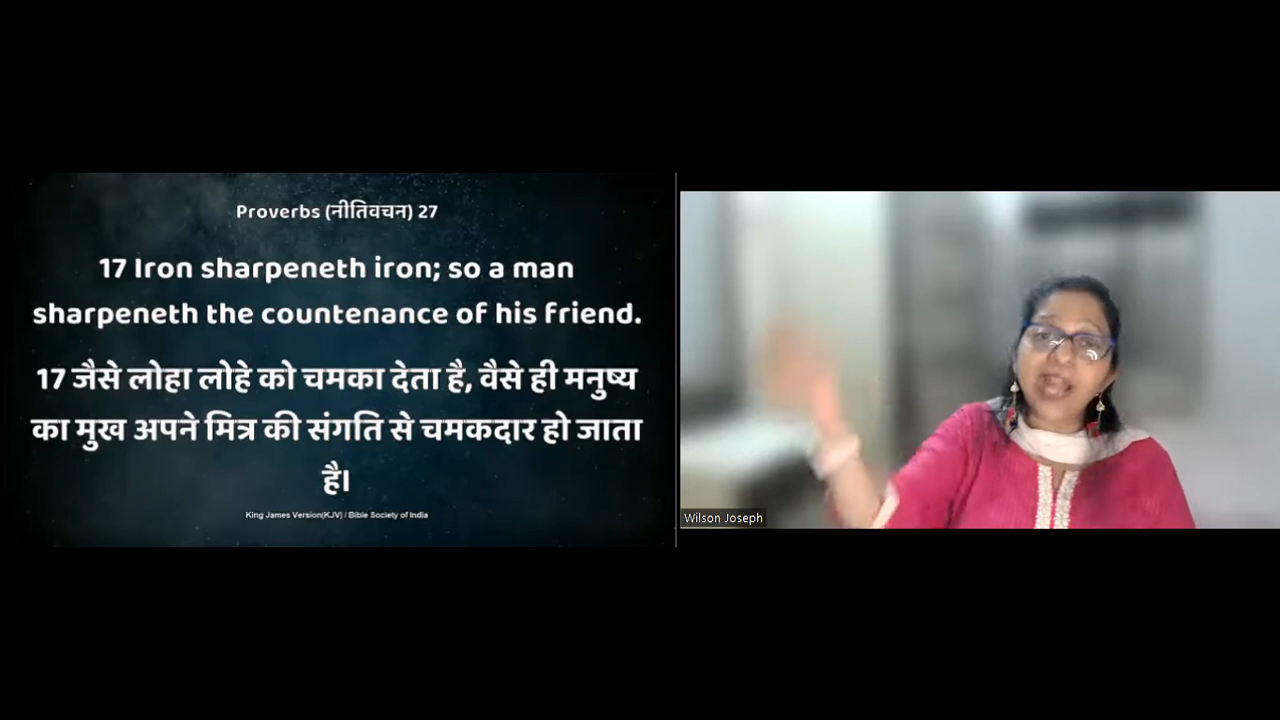 Proverbs (नीतिवचन) 27
17 Iron sharpeneth iron; so a man
sharpeneth the countenance of his friend.
17 जैसे लोहा लोहे को चमका देता है, वैसे ही मनुष्य
का मुख अपने मित्र की संगति से चमकदार हो जाता
है।
King James Version(KJV) / Bible Society of India
Wilson Joseph